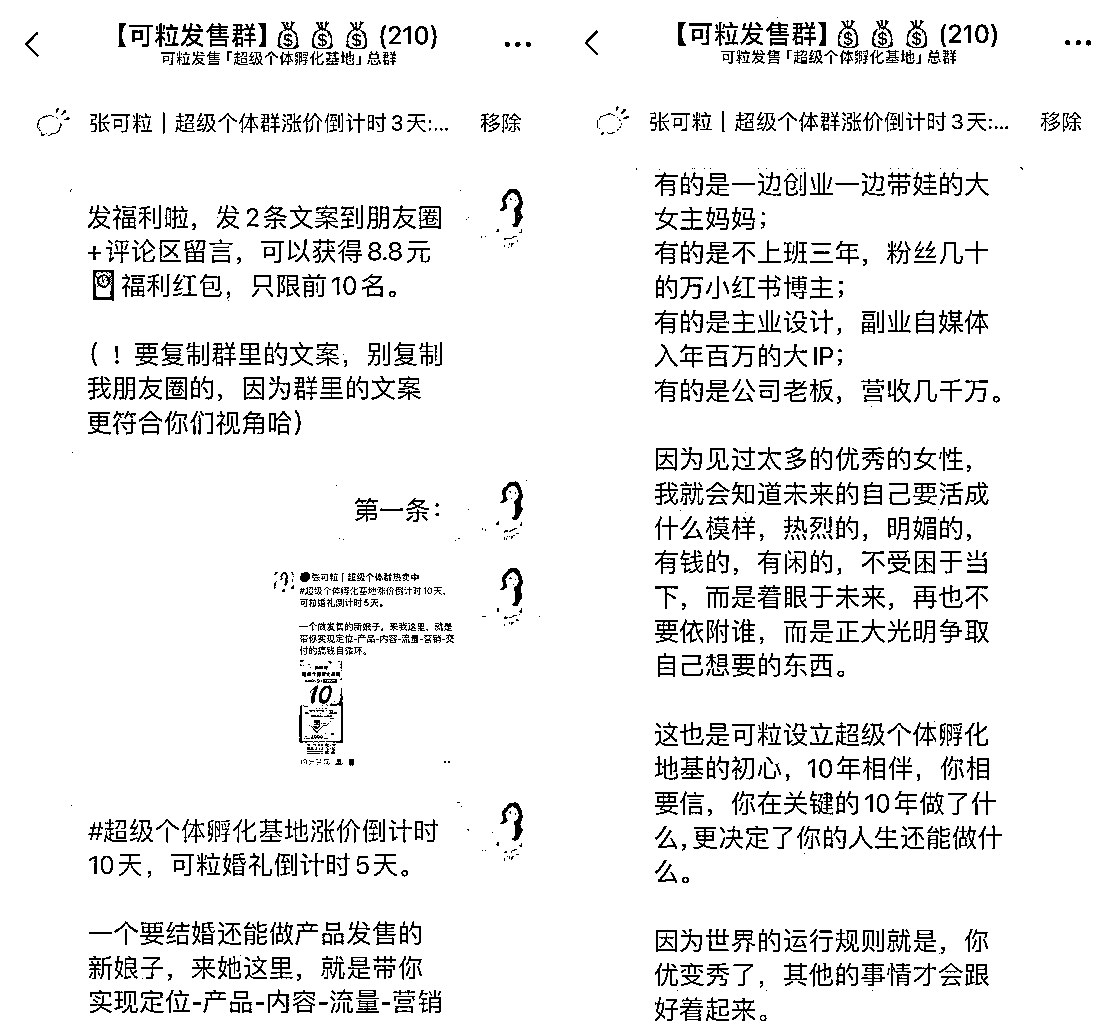 【可粒发售群】💰💰💰(210)
可粒发售「超级个体孵化基地」总群
张可粒｜超级个体群涨价倒计时3天:...
移除
发福利啦，发2条文案到朋友圈
+评论区留言，可以获得8.8元
🧧福利红包，只限前10名。
（！要复制群里的文案，别复制
我朋友圈的，因为群里的文案
更符合你们视角哈）
第一条：
张可粒｜超级个体群热卖中
#超级个体孵化基地涨价倒计时10天，
可粒婚礼倒计时5天。
一个做发售的新娘子，来我这里，就是
带你实现定位-产品-内容-流量-营销-交
付的搞钱自循环。
10
#超级个体孵化基地涨价倒计时
10天，可粒婚礼倒计时5天。
一个要结婚还能做产品发售的
新娘子，来她这里，就是带你
实现定位-产品-内容-流量-营销
【可粒发售群】💰💰💰(210)
可粒发售「超级个体孵化基地」总群
张可粒｜超级个体群涨价倒计时3天:...
移除
有的是一边创业一边带娃的大
女主妈妈；
有的是不上班三年，粉丝几十
的万小红书博主；
有的是主业设计，副业自媒体
入年百万的大IP；
有的是公司老板，营收几千万。
因为见过太多的优秀的女性，
我就会知道未来的自己要活成
什么模样，热烈的，明媚的，
有钱的，有闲的，不受困于当
下，而是着眼于未来，再也不
要依附谁，而是正大光明争取
自己想要的东西。
这也是可粒设立超级个体孵化
地基的初心，10年相伴，你相
要信，你在关键的10年做了什
么,更决定了你的人生还能做什
么。
因为世界的运行规则就是，你
优变秀了，其他的事情才会跟
好着起来。